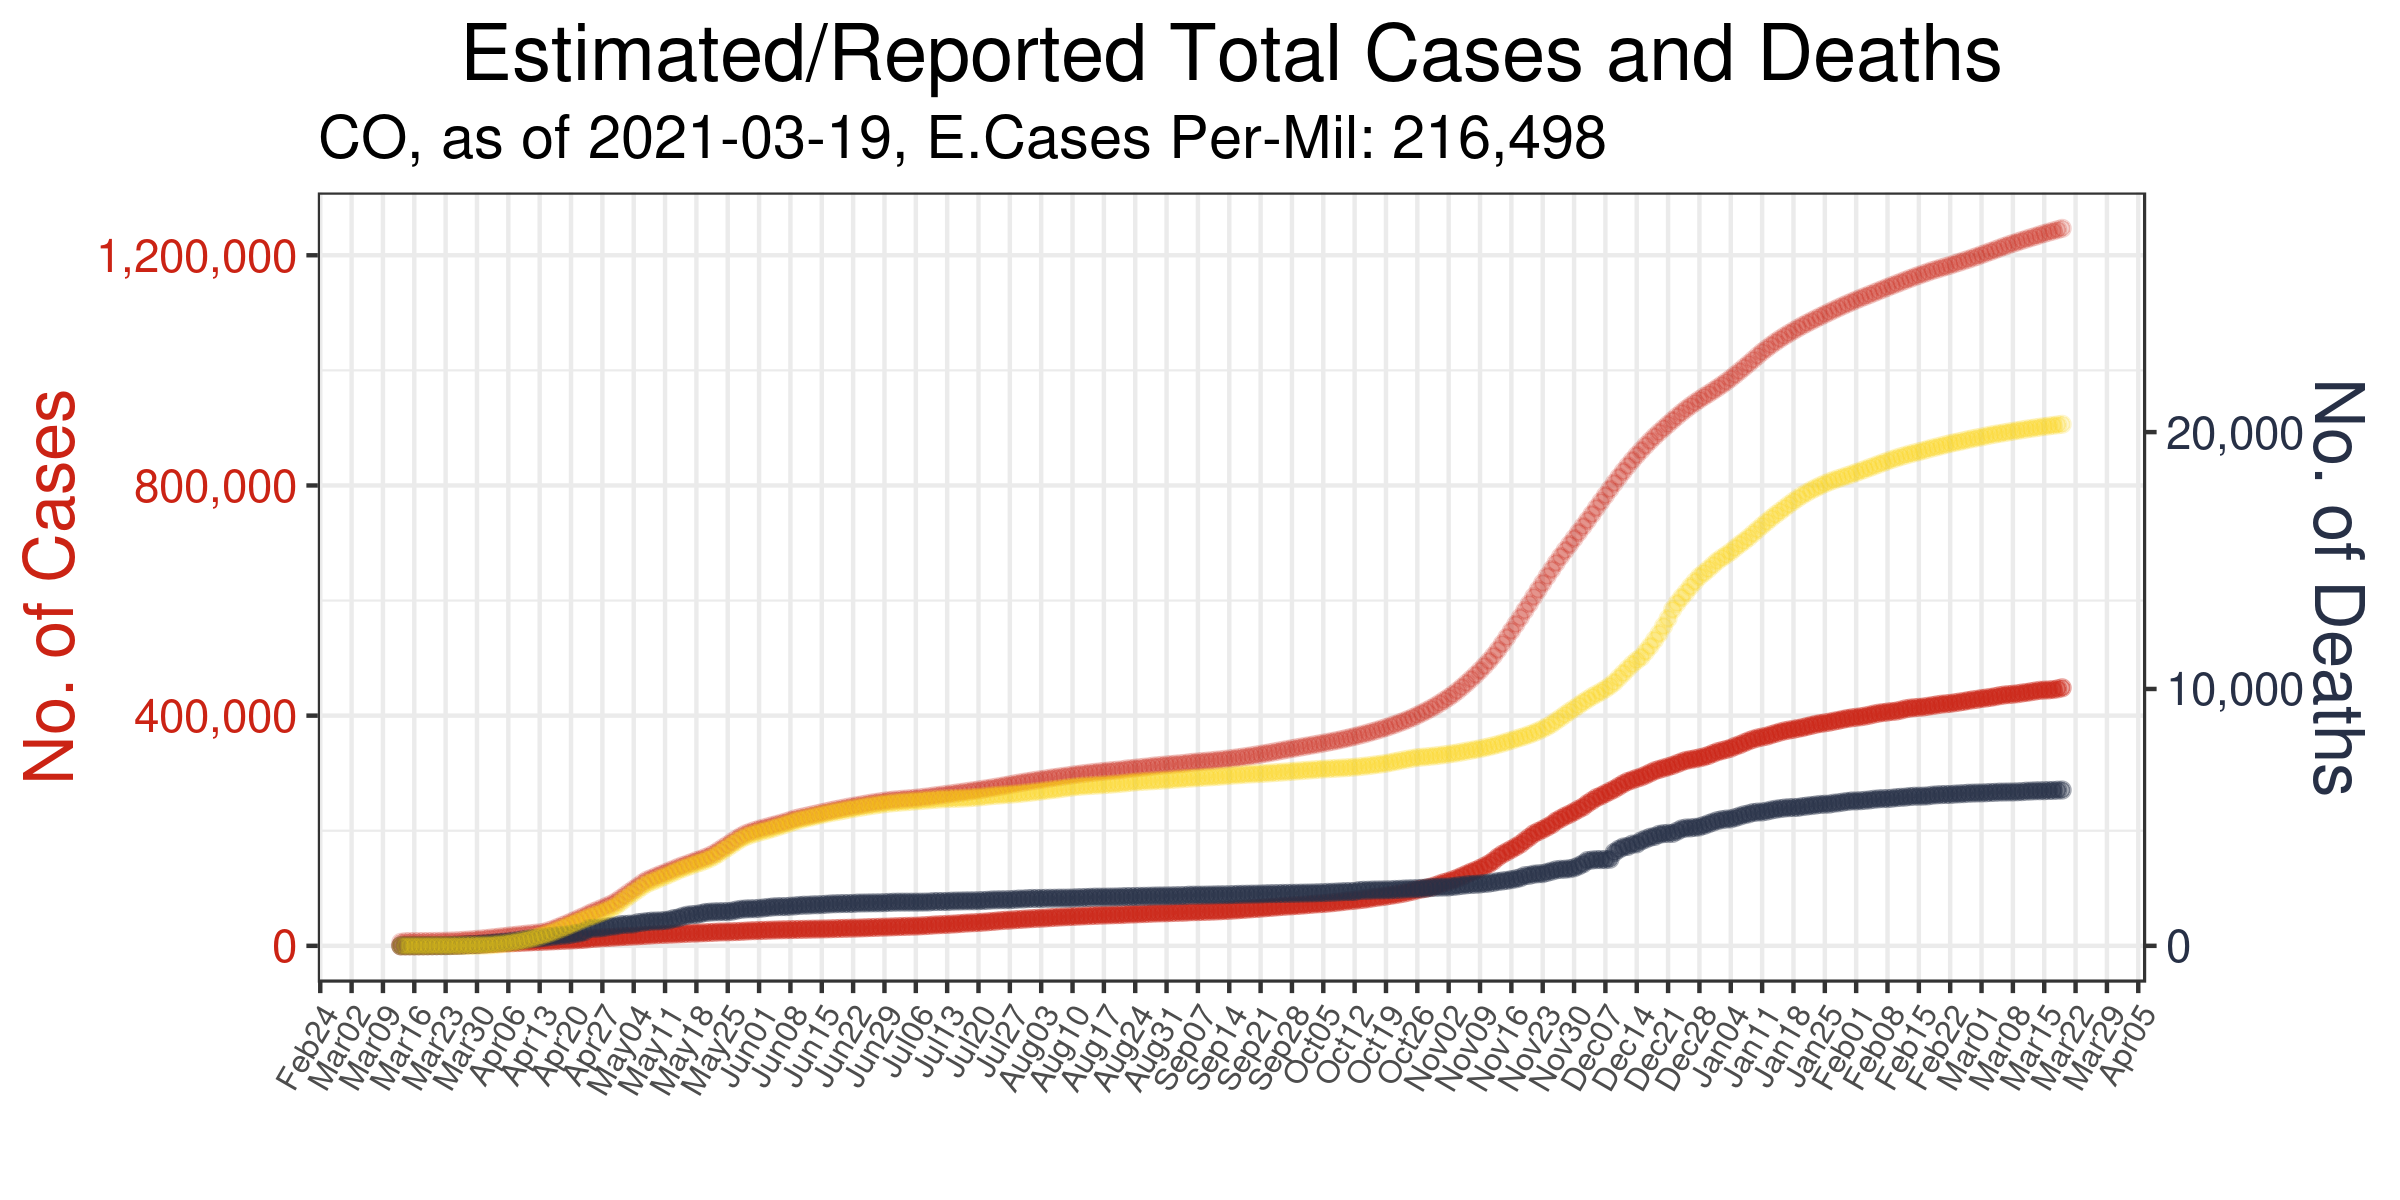 Estimated/Reported Total Cases and Deaths
CO, as of 2021-03-19, E.Cases Per-Mil: 216,498
No. of Cases
1,200,000
800,000
400,000
0
20,000
10,000
0
No. of Deaths
Feb24
Mar02
Mar09
Mar16
Mar23
Mar30
Apr06
Apr13
Apr20
Apr27
May04
May11
May18
May25
Jun01
Jun08
Jun15
Jun22
Jun29
Jul06
Jul13
Jul20
Jul27
Aug03
Aug10
Aug17
Aug24
Aug31
Sep07
Sep14
Sep21
Sep28
Oct05
Oct12
Oct19
Oct26
Nov02
Nov09
Nov16
Nov23
Nov30
Dec07
Dec14
Dec21
Dec28
Jan04
Jan11
Jan18
Jan25
Feb01
Feb08
Feb15
Feb22
Mar01
Mar08
Mar15
Mar22
Mar29
Apr05